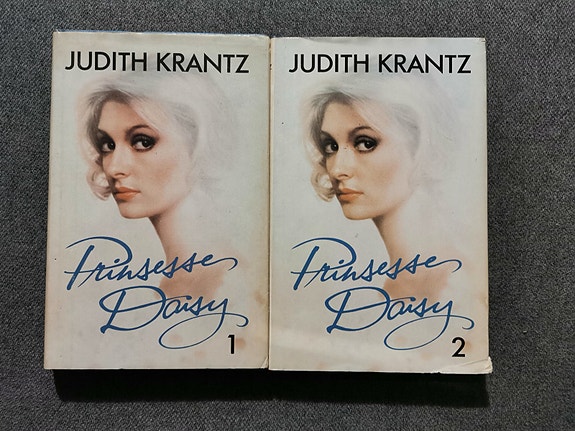 JUDITH KRANTZ
Prinsesse
Daisy
1
JUDITH KRANTZ
Prinsesse
Daisy
2